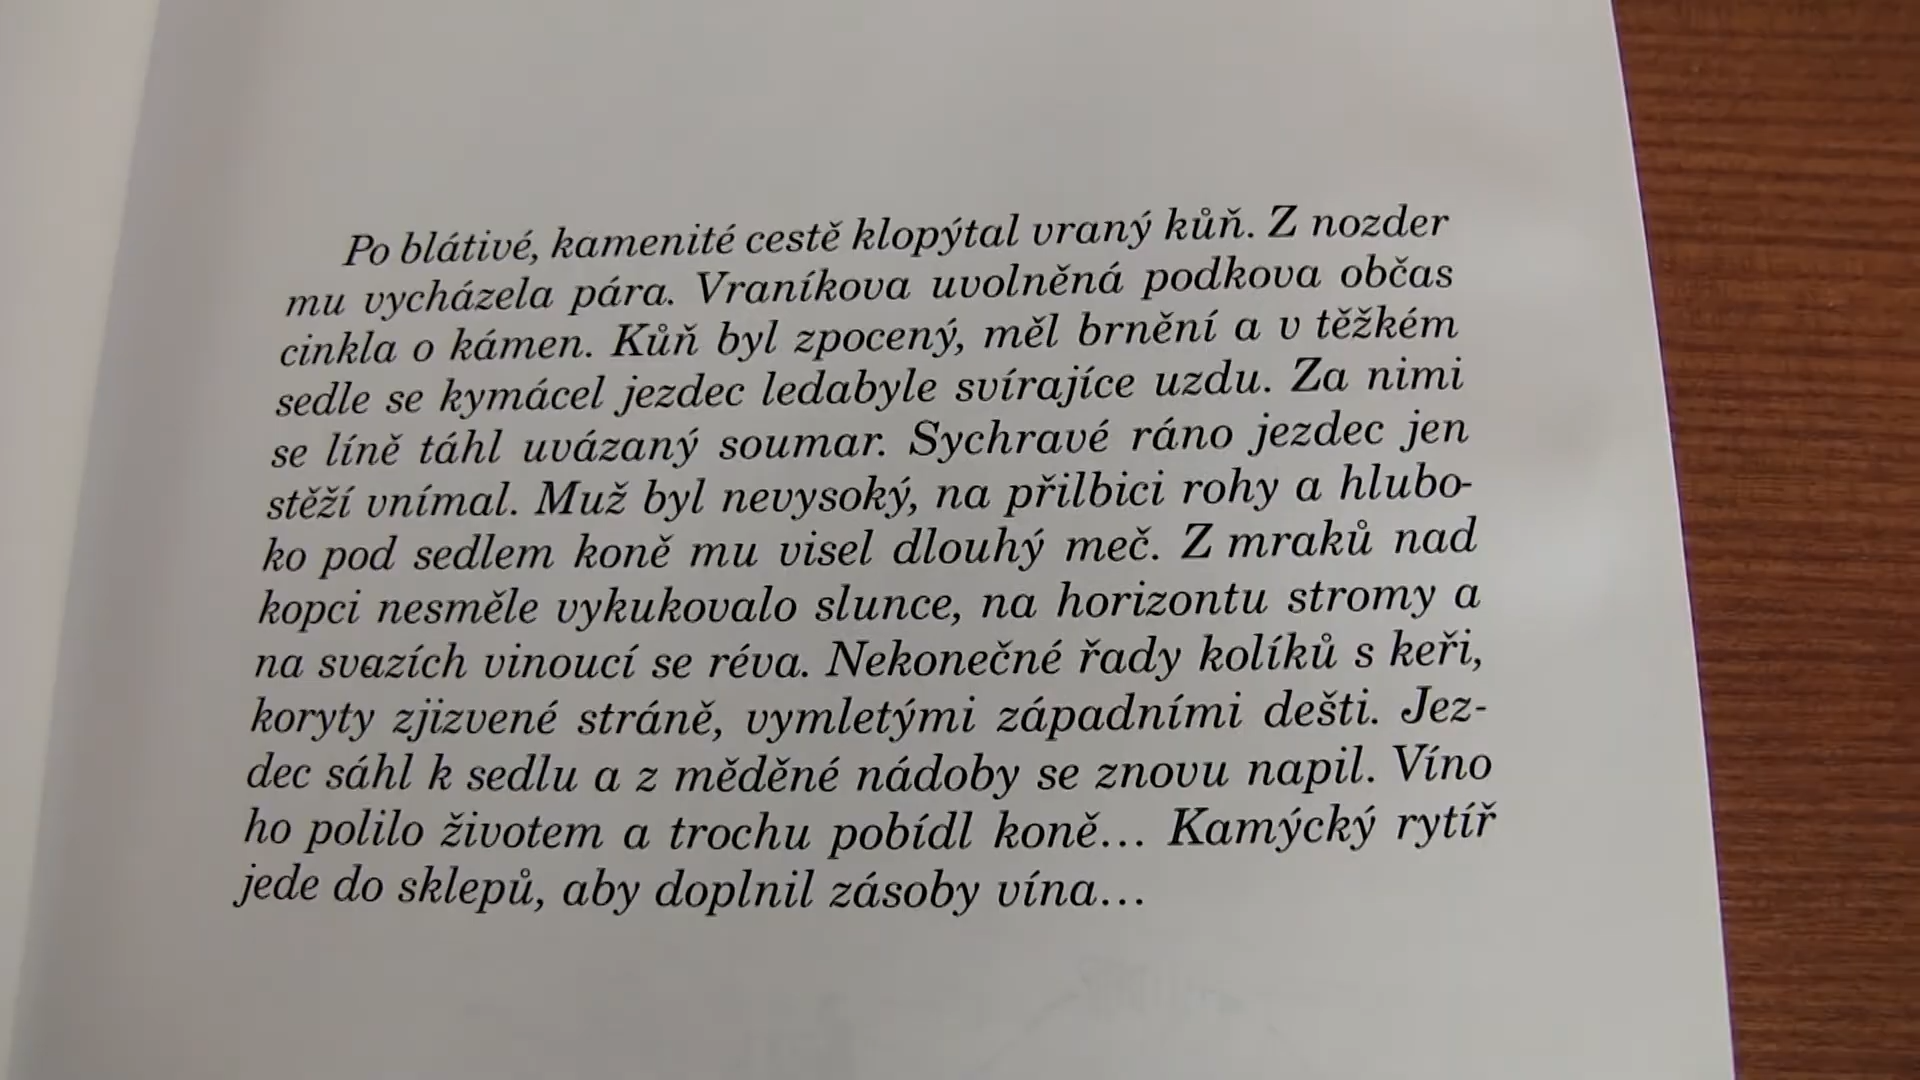 Po blátivé, kamenité cestě klopýtal vraný kůň. Z nozder
mu vycházela pára. Vraníkova uvolněná podkova občas
cinkla o kámen. Kůň byl zpocený, měl brnění a v těžkém
sedle se kymácel jezdec ledabyle svírajíce uzdu. Za nimi
se líně táhl uvázaný soumar. Sychravé ráno jezdec jen
stěží vnímal. Muž byl nevysoký, na přilbici rohy a hlubo-
ko pod sedlem koně mu visel dlouhý meč. Z mraků nad
kopci nesměle vykukovalo slunce, na horizontu stromy a
na svazích vinoucí se réva. Nekonečné řady kolíků s keři,
koryty zjizvené stráně, vymletými západními dešti. Jez-
dec sáhl k sedlu a z měděné nádoby se znovu napil. Víno
ho polilo životem a trochu pobídl koně... Kamýcký rytíř
jede do sklepů, aby doplnil zásoby vína...